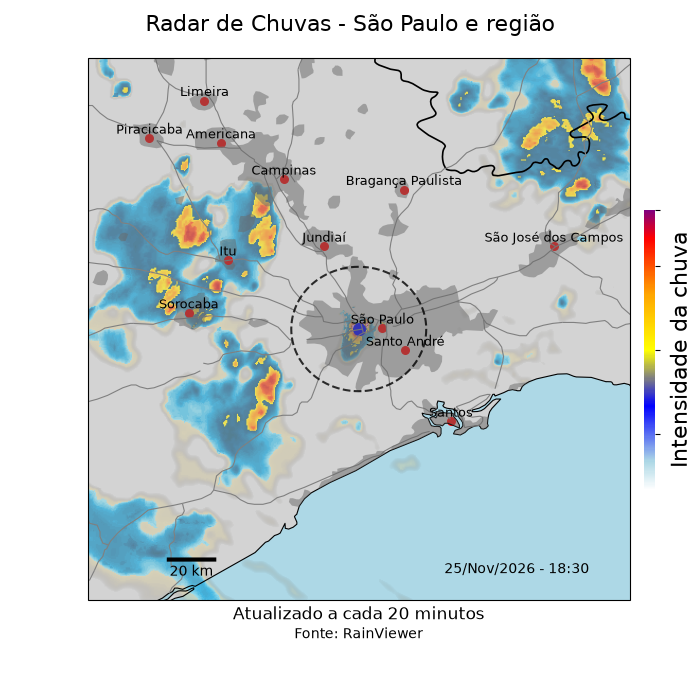 Radar de Chuvas - São Paulo e região
Limeira
Piracicaba
Americana
Campinas
Bragança Paulista
Jundiaí
São José dos Campos
Itu
Sorocaba
São Paulo
Santo André
Santos
Intensidade da chuva
25/Nov/2026 - 18:30
20 km
Atualizado a cada 20 minutos
Fonte: RainViewer